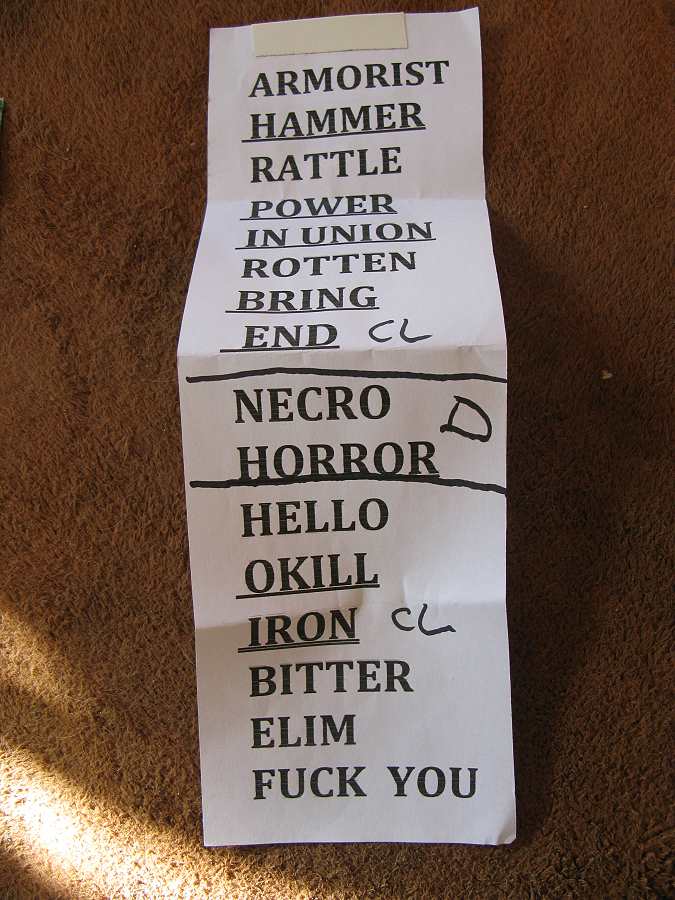 ARMORIST
HAMMER
RATTLE
POWER
IN UNION
ROTTEN
BRING
END CL
NECRO
HORROR D
HELLO
OKILL
IRON CL
BITTER
ELIM
FUCK YOU